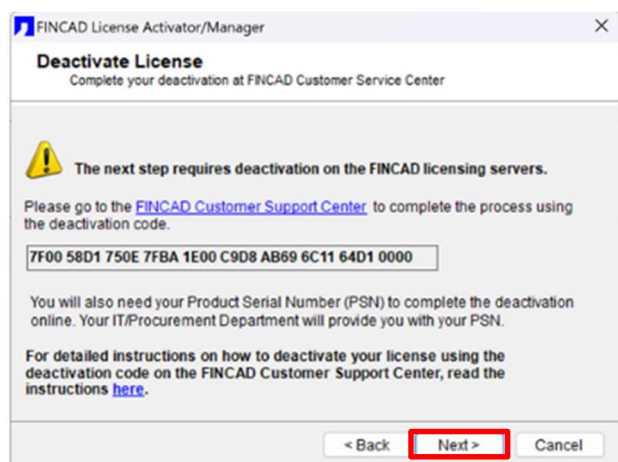 FINCAD License Activator/Manager
Deactivate License
Complete your deactivation at FINCAD Customer Service Center
The next step requires deactivation on the FINCAD licensing servers.
Please go to the FINCAD Customer Support Center to complete the process using
the deactivation code.
7F00 58D1 750E 7FBA 1E00 C9D8 AB69 6C11 64D1 0000
You will also need your Product Serial Number (PSN) to complete the deactivation
online. Your IT/Procurement Department will provide you with your PSN.
For detailed instructions on how to deactivate your license using the
deactivation code on the FINCAD Customer Support Center, read the
instructions here.
< Back Next > Cancel